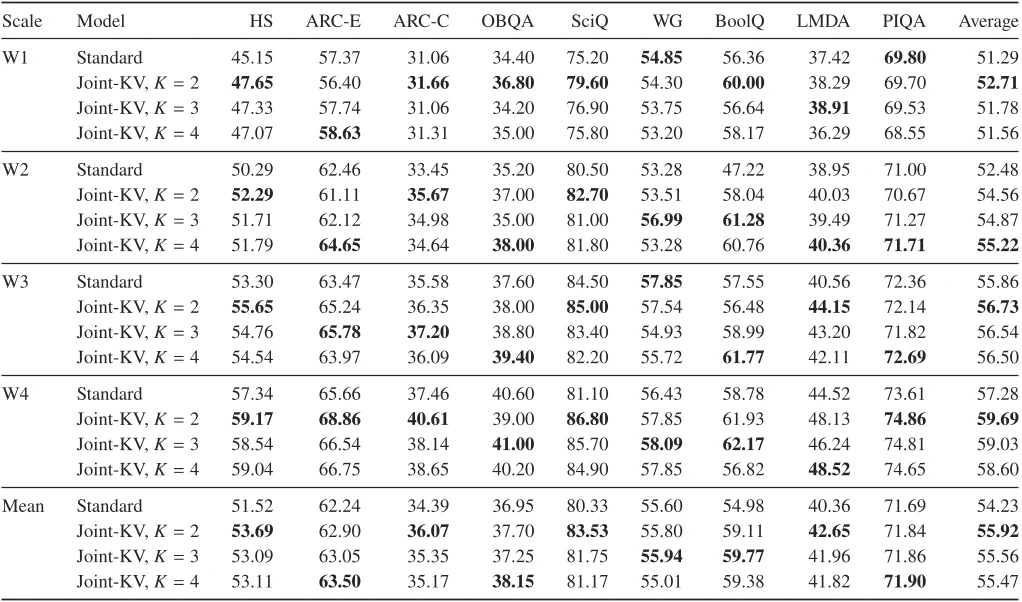 Scale Model HS ARC-E ARC-C OBQA SciQ WG BoolQ LMDA PIQA Average
W1 Standard 45.15 57.37 31.06 34.40 75.20 54.85 56.36 37.42 69.80 51.29
Joint-KV, K = 2 47.65 56.40 31.66 36.80 79.60 54.30 60.00 38.29 69.70 52.71
Joint-KV, K = 3 47.33 57.74 31.06 34.20 76.90 53.75 56.64 38.91 69.53 51.78
Joint-KV, K = 4 47.07 58.63 31.31 35.00 75.80 53.20 58.17 36.29 68.55 51.56
W2 Standard 50.29 62.46 33.45 35.20 80.50 53.28 47.22 38.95 71.00 52.48
Joint-KV, K = 2 52.29 61.11 35.67 37.00 82.70 53.51 58.04 40.03 70.67 54.56
Joint-KV, K = 3 51.71 62.12 34.98 35.00 81.00 56.99 61.28 39.49 71.27 54.87
Joint-KV, K = 4 51.79 64.65 34.64 38.00 81.80 53.28 60.76 40.36 71.71 55.22
W3 Standard 53.30 63.47 35.58 37.60 84.50 57.85 57.55 40.56 72.36 55.86
Joint-KV, K = 2 55.65 65.24 36.35 38.00 85.00 57.54 56.48 44.15 72.14 56.73
Joint-KV, K = 3 54.76 65.78 37.20 38.80 83.40 54.93 58.99 43.20 71.82 56.54
Joint-KV, K = 4 54.54 63.97 36.09 39.40 82.20 55.72 61.77 42.11 72.69 56.50
W4 Standard 57.34 65.66 37.46 40.60 81.10 56.43 58.78 44.52 73.61 57.28
Joint-KV, K = 2 59.17 68.86 40.61 39.00 86.80 57.85 61.93 48.13 74.86 59.69
Joint-KV, K = 3 58.54 66.54 38.14 41.00 85.70 58.09 62.17 46.24 74.81 59.03
Joint-KV, K = 4 59.04 66.75 38.65 40.20 84.90 57.85 56.82 48.52 74.65 58.60
Mean Standard 51.52 62.24 34.39 36.95 80.33 55.60 54.98 40.36 71.69 54.23
Joint-KV, K = 2 53.69 62.90 36.07 37.70 83.53 55.80 59.11 42.65 71.84 55.92
Joint-KV, K = 3 53.09 63.05 35.35 37.25 81.75 55.94 59.77 41.96 71.86 55.56
Joint-KV, K = 4 53.11 63.50 35.17 38.15 81.17 55.01 59.38 41.82 71.90 55.47